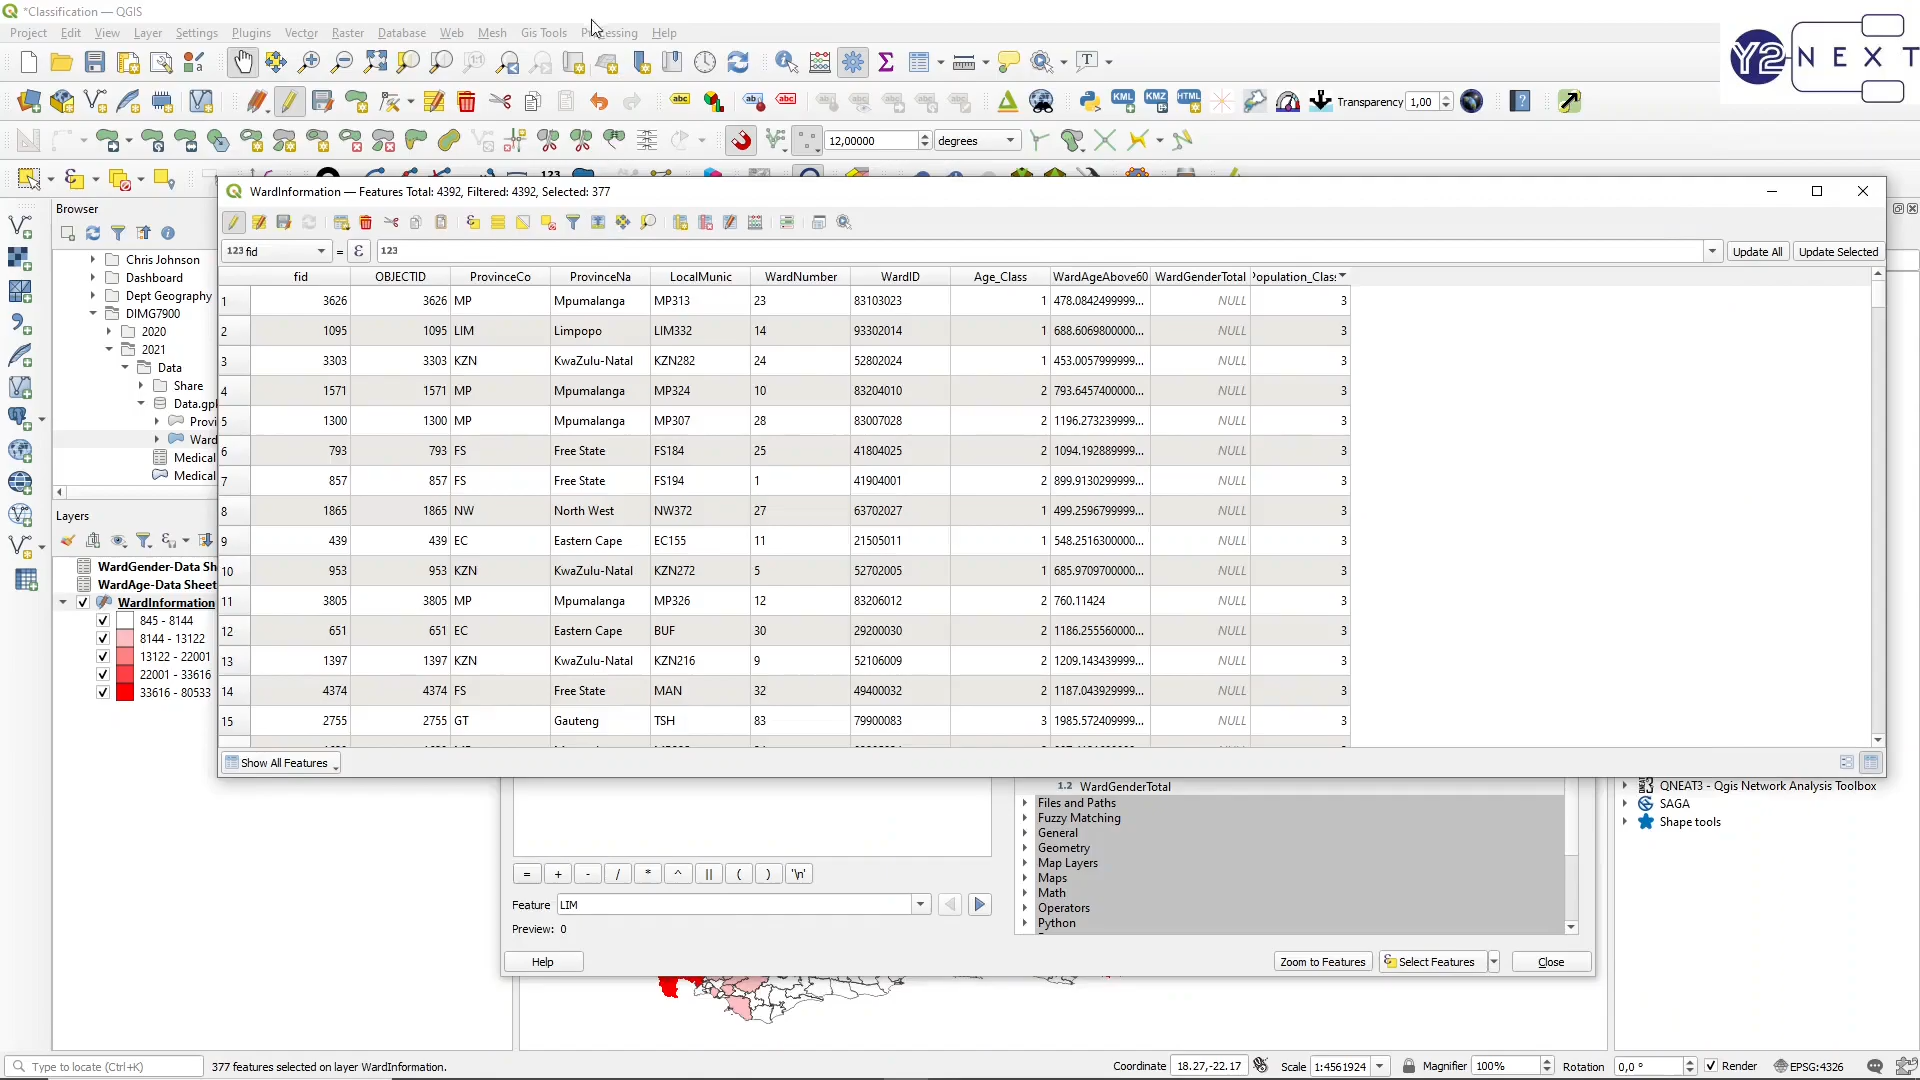 *Classification — QGIS
Project Edit View Layer Settings Plugins Vector Raster Database Web Mesh Gis Tools Processing Help
Y2 NEXT
Transparency 1,00
12,00000 degrees
WardInformation — Features Total: 4392, Filtered: 4392, Selected: 377
Browser
123 fid = ε 123 Update All Update Selected
Chris Johnson
Dashboard
Dept Geography
DIMG7900
2020
2021
Data
Share
Data.gpk
Provi
Ward
Medical
Medical
fid OBJECTID ProvinceCo ProvinceNa LocalMunic WardNumber WardID Age_Class WardAgeAbove60 WardGenderTotal Population_Clas
1 3626 3626 MP Mpumalanga MP313 23 83103023 1 478.0842499999... NULL 3
2 1095 1095 LIM Limpopo LIM332 14 93302014 1 688.6069800000... NULL 3
3 3303 3303 KZN KwaZulu-Natal KZN282 24 52802024 1 453.0057999999... NULL 3
4 1571 1571 MP Mpumalanga MP324 10 83204010 2 793.6457400000... NULL 3
5 1300 1300 MP Mpumalanga MP307 28 83007028 2 1196.273239999... NULL 3
6 793 793 FS Free State FS184 25 41804025 2 1094.192889999... NULL 3
7 857 857 FS Free State FS194 1 41904001 2 899.9130299999... NULL 3
8 1865 1865 NW North West NW372 27 63702027 1 499.2596799999... NULL 3
9 439 439 EC Eastern Cape EC155 11 21505011 1 548.2516300000... NULL 3
10 953 953 KZN KwaZulu-Natal KZN272 5 52702005 1 685.9709700000... NULL 3
11 3805 3805 MP Mpumalanga MP326 12 83206012 2 760.11424 NULL 3
12 651 651 EC Eastern Cape BUF 30 29200030 2 1186.255560000... NULL 3
13 1397 1397 KZN KwaZulu-Natal KZN216 9 52106009 2 1209.143439999... NULL 3
14 4374 4374 FS Free State MAN 32 49400032 2 1187.043929999... NULL 3
15 2755 2755 GT Gauteng TSH 83 79900083 3 1985.572409999... NULL 3
Show All Features
Layers
WardGender-Data Sh
WardAge-Data Sheet
WardInformation
845 - 8144
8144 - 13122
13122 - 22001
22001 - 33616
33616 - 80533
1.2 WardGenderTotal
Files and Paths
Fuzzy Matching
General
Geometry
Map Layers
Maps
Math
Operators
Python
QNEAT3 - Qgis Network Analysis Toolbox
SAGA
Shape tools
= + - / * ^ || ( ) '\n'
Feature LIM
Preview: 0
Help Zoom to Features Select Features Close
Type to locate (Ctrl+K) 377 features selected on layer WardInformation. Coordinate 18.27,-22.17 Scale 1:4561924 Magnifier 100% Rotation 0,0 ° Render EPSG:4326